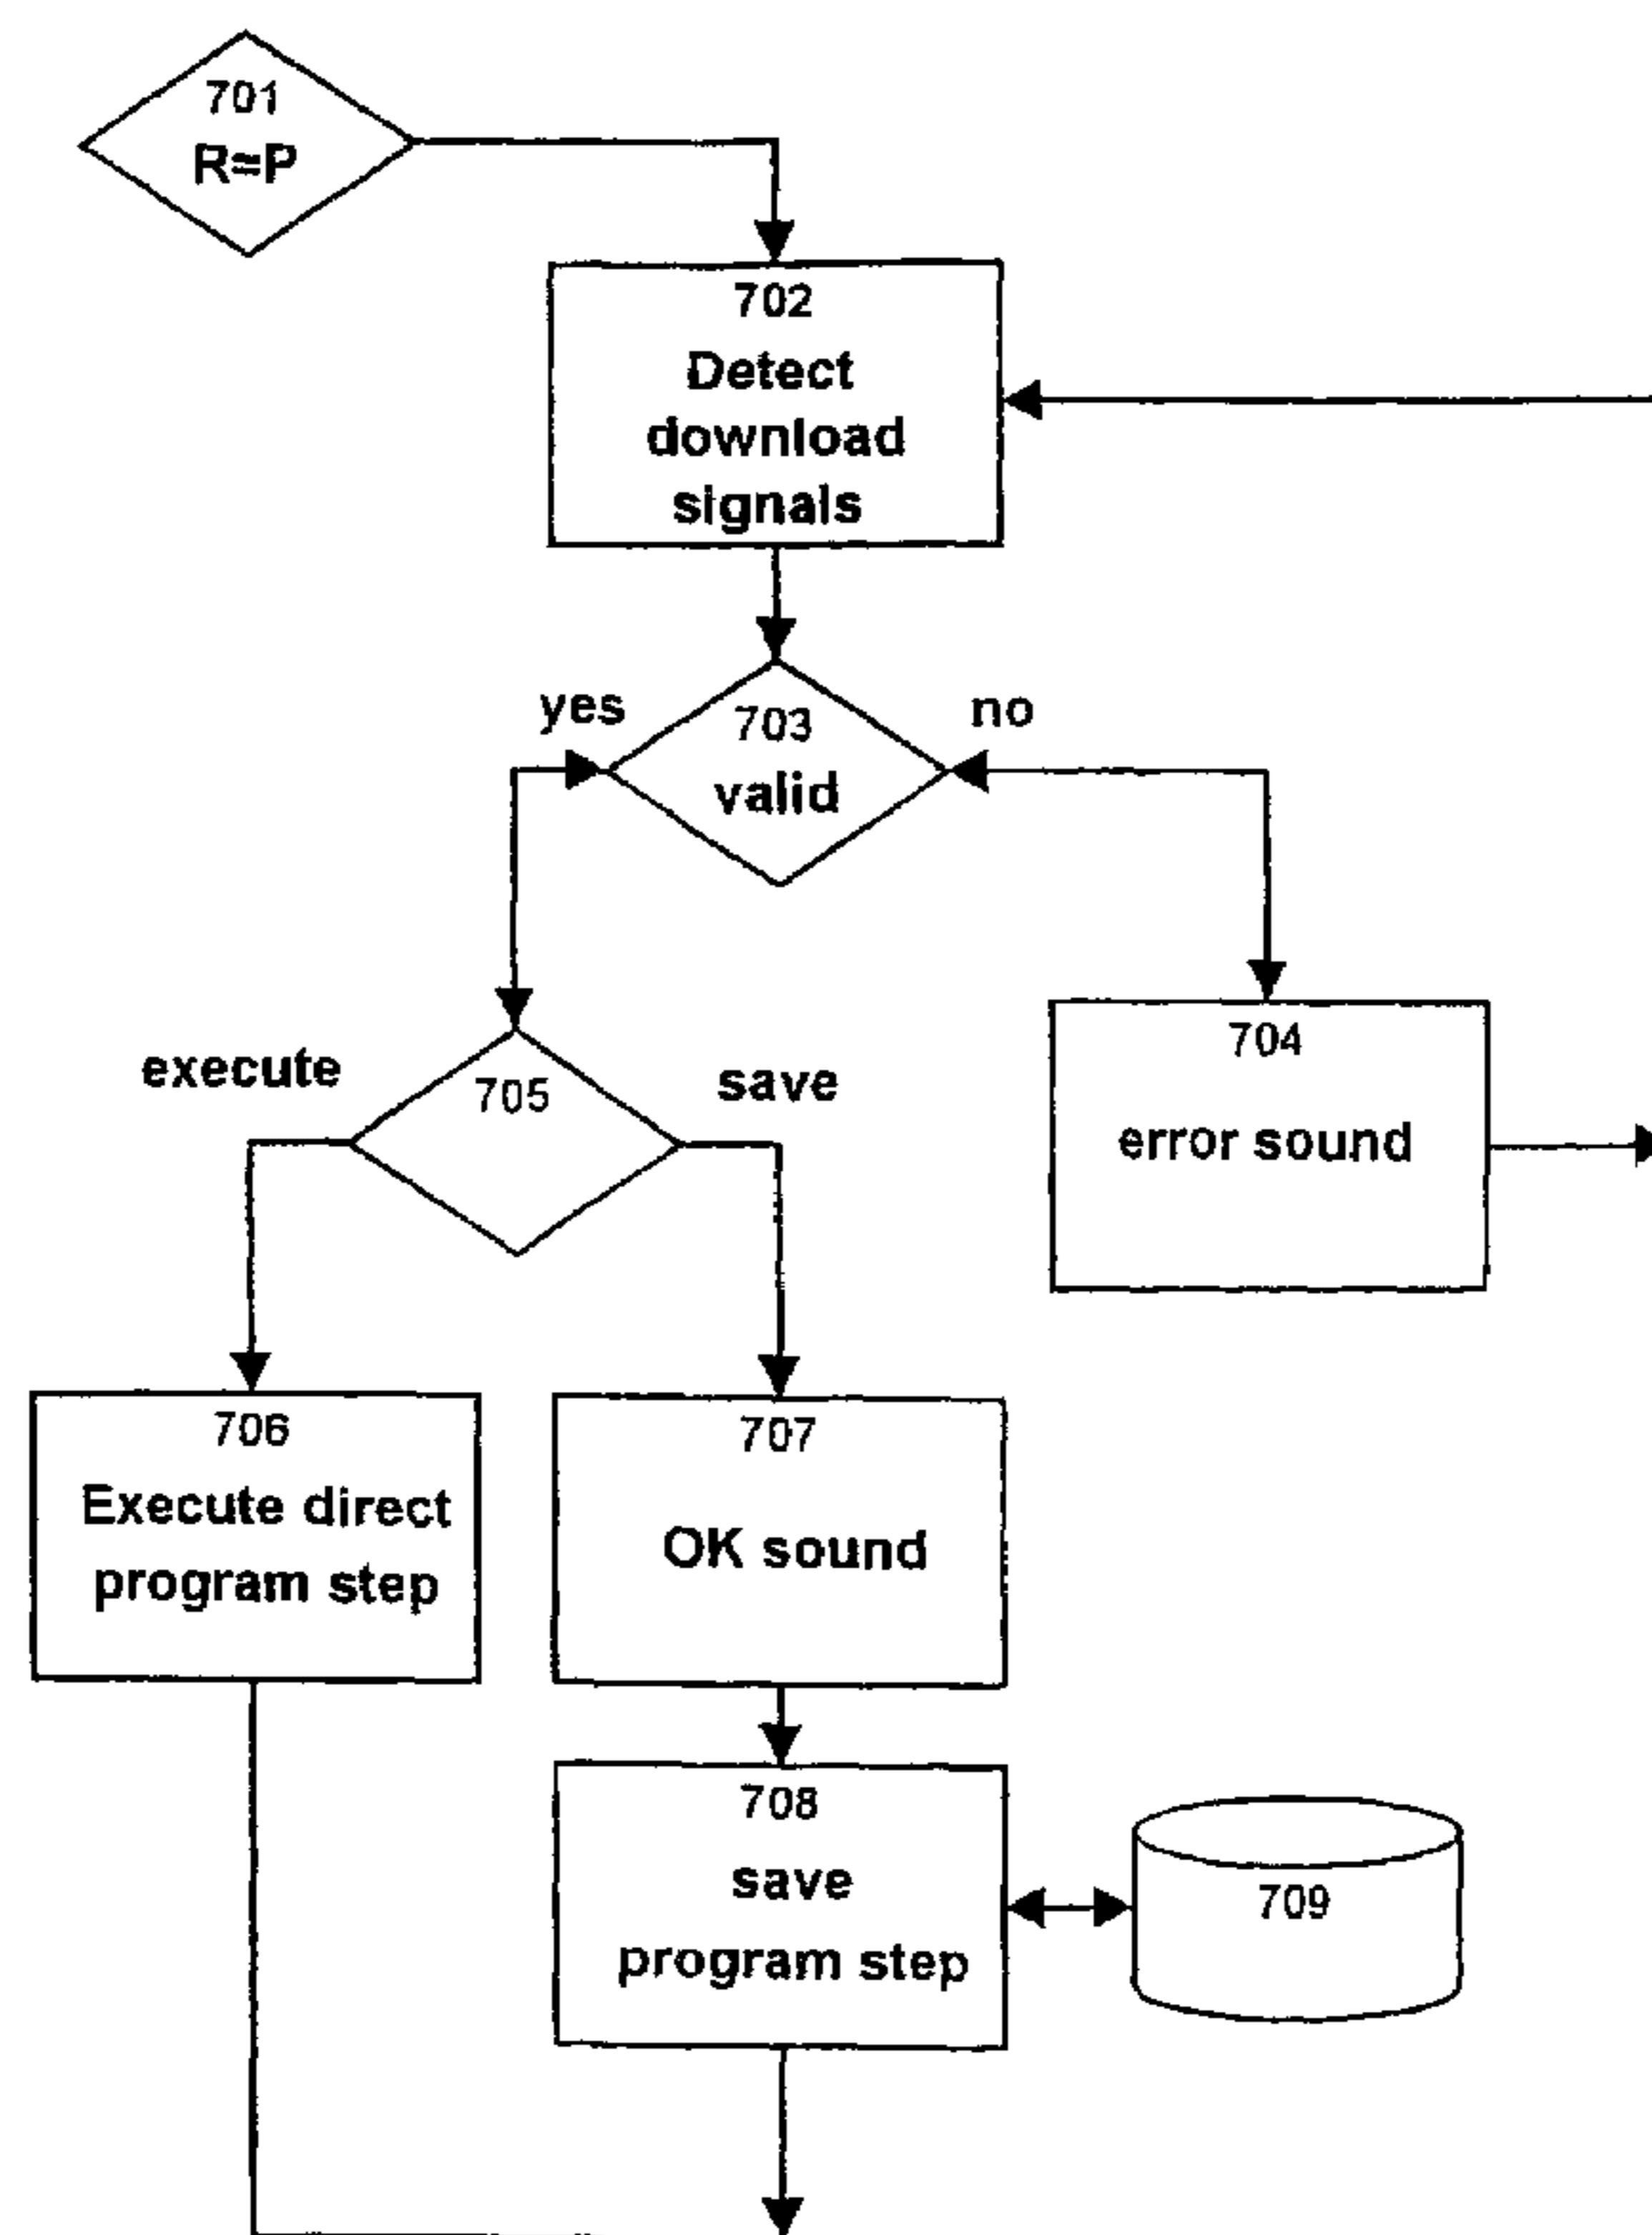 701
R=P
702
Detect
download
signals
yes
no
703
valid
704
error sound
execute
save
705
706
Execute direct
program step
707
OK sound
708
save
program step
709